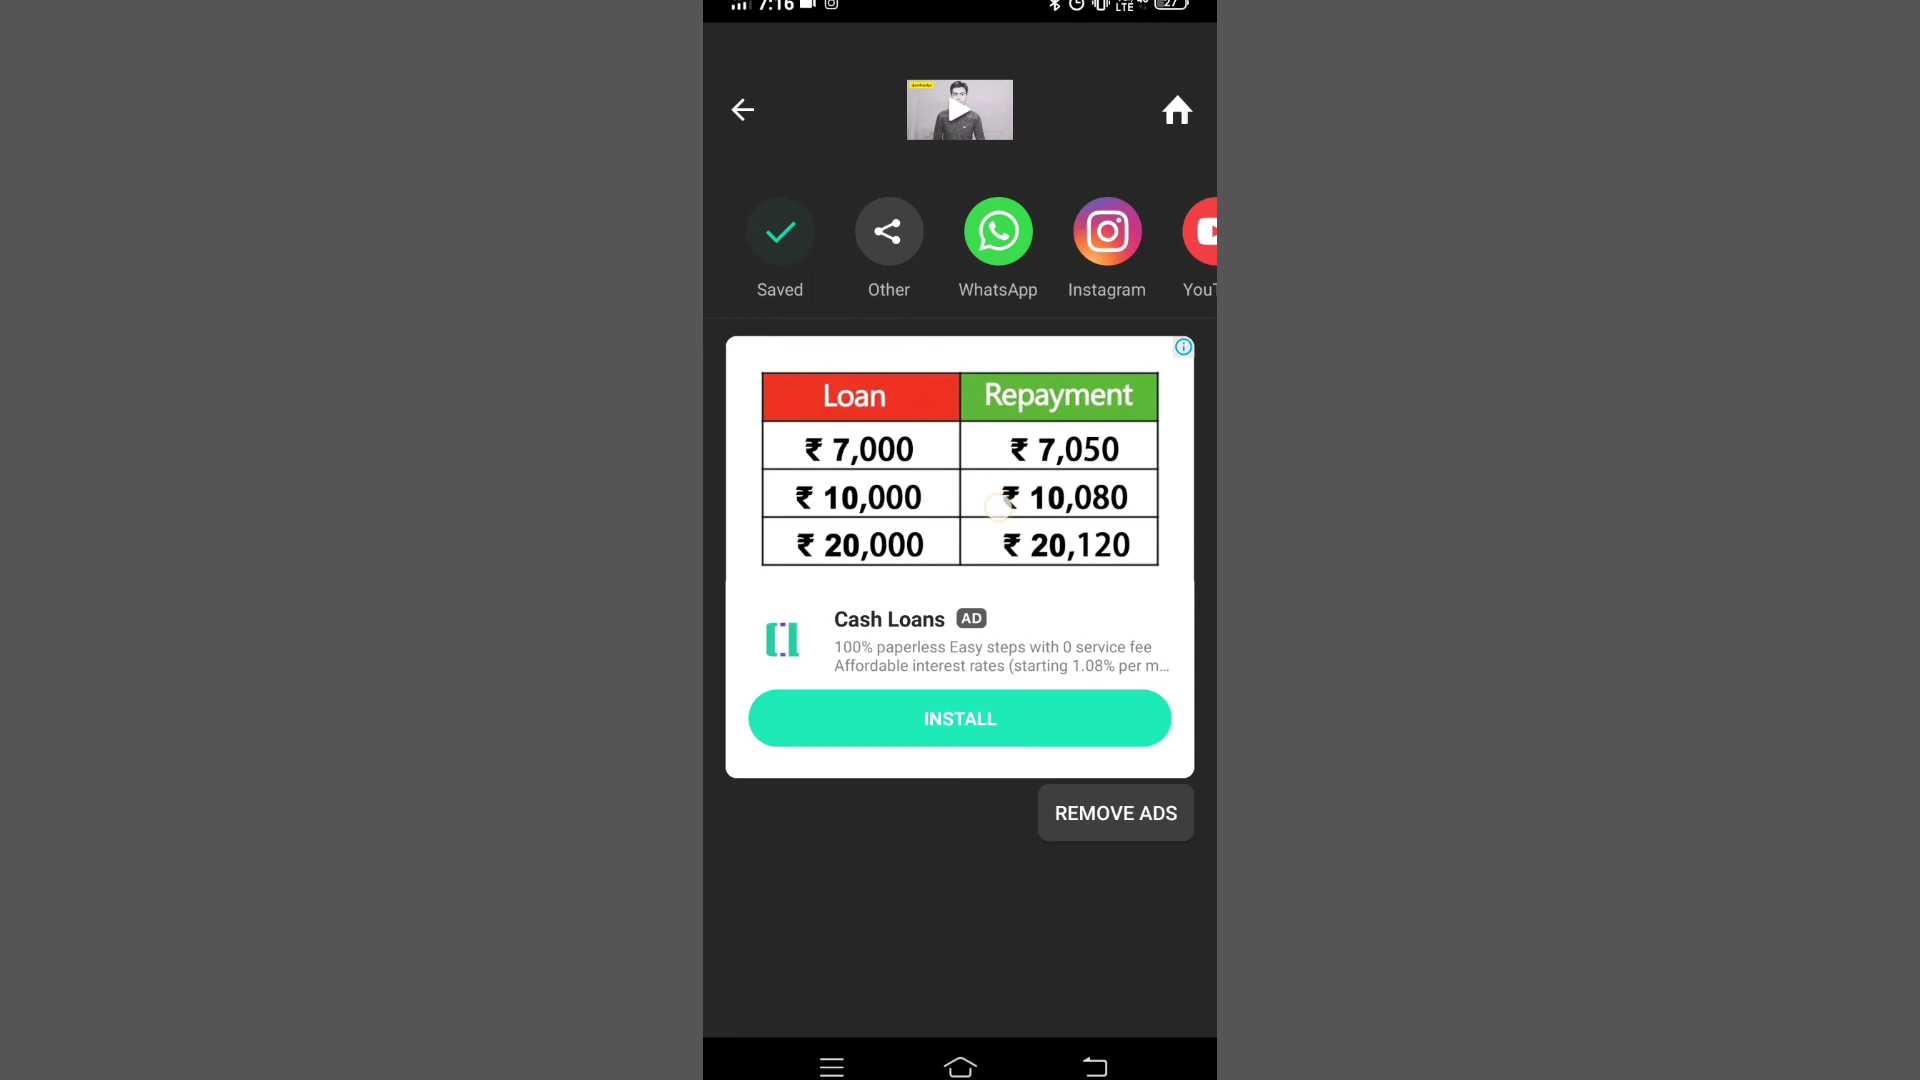 7:16
LTE
27
Saved
Other
WhatsApp
Instagram
YouT
Loan
Repayment
₹ 7,000
₹ 7,050
₹ 10,000
₹ 10,080
₹ 20,000
₹ 20,120
Cash Loans AD
100% paperless Easy steps with 0 service fee
Affordable interest rates (starting 1.08% per m...
INSTALL
REMOVE ADS